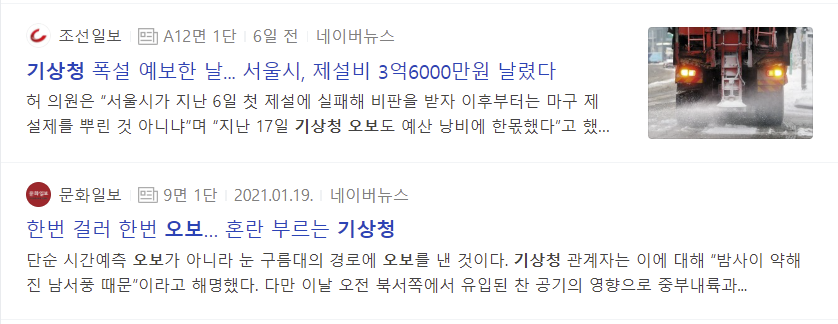 조선일보 A12면 1단 6일 전 네이버뉴스
기상청 폭설 예보한 날... 서울시, 제설비 3억6000만원 날렸다
허 의원은 “서울시가 지난 6일 첫 제설에 실패해 비판을 받자 이후부터는 마구 제
설제를 뿌린 것 아니냐”며 “지난 17일 기상청 오보도 예산 낭비에 한몫했다”고 했...
문화일보 문화일보 9면 1단 2021.01.19. 네이버뉴스
한번 걸러 한번 오보... 혼란 부르는 기상청
단순 시간예측 오보가 아니라 눈 구름대의 경로에 오보를 낸 것이다. 기상청 관계자는 이에 대해 “밤사이 약해
진 남서풍 때문”이라고 해명했다. 다만 이날 오전 북서쪽에서 유입된 찬 공기의 영향으로 중부내륙과...